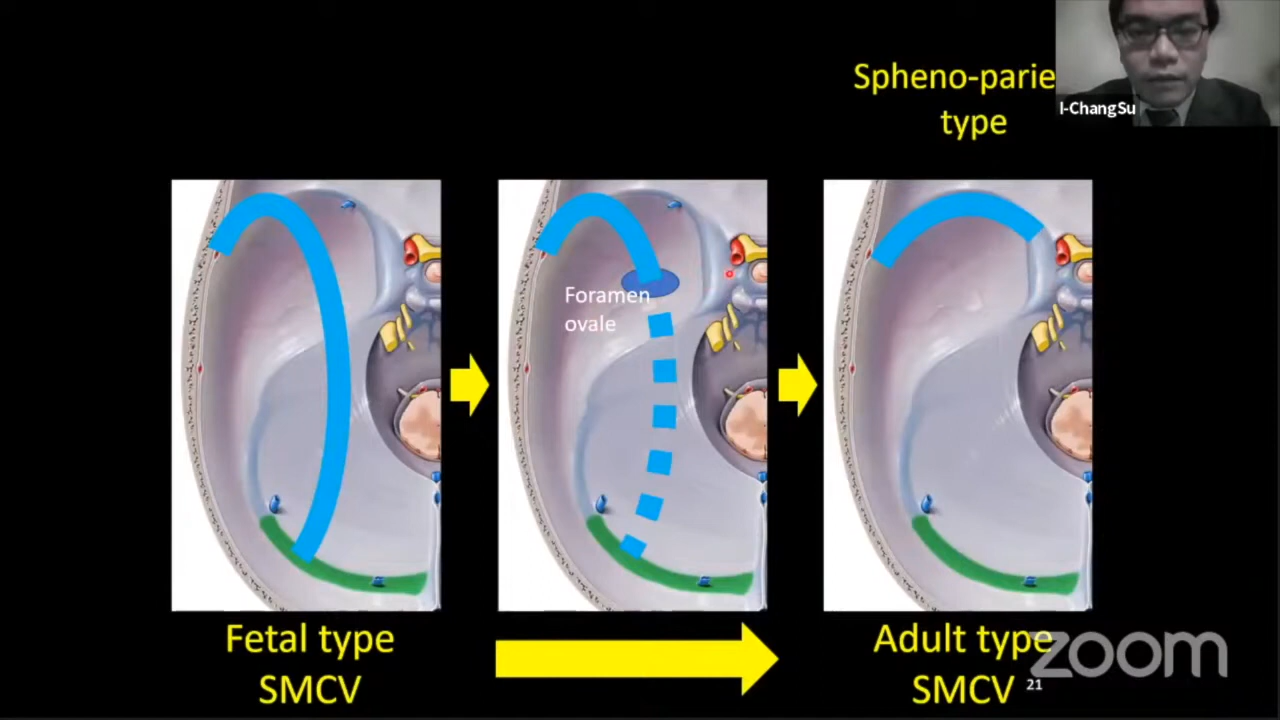 Spheno-parie
type
I-ChangSu
Foramen
ovale
Fetal type
SMCV
Adult type
SMCV
21
zoom